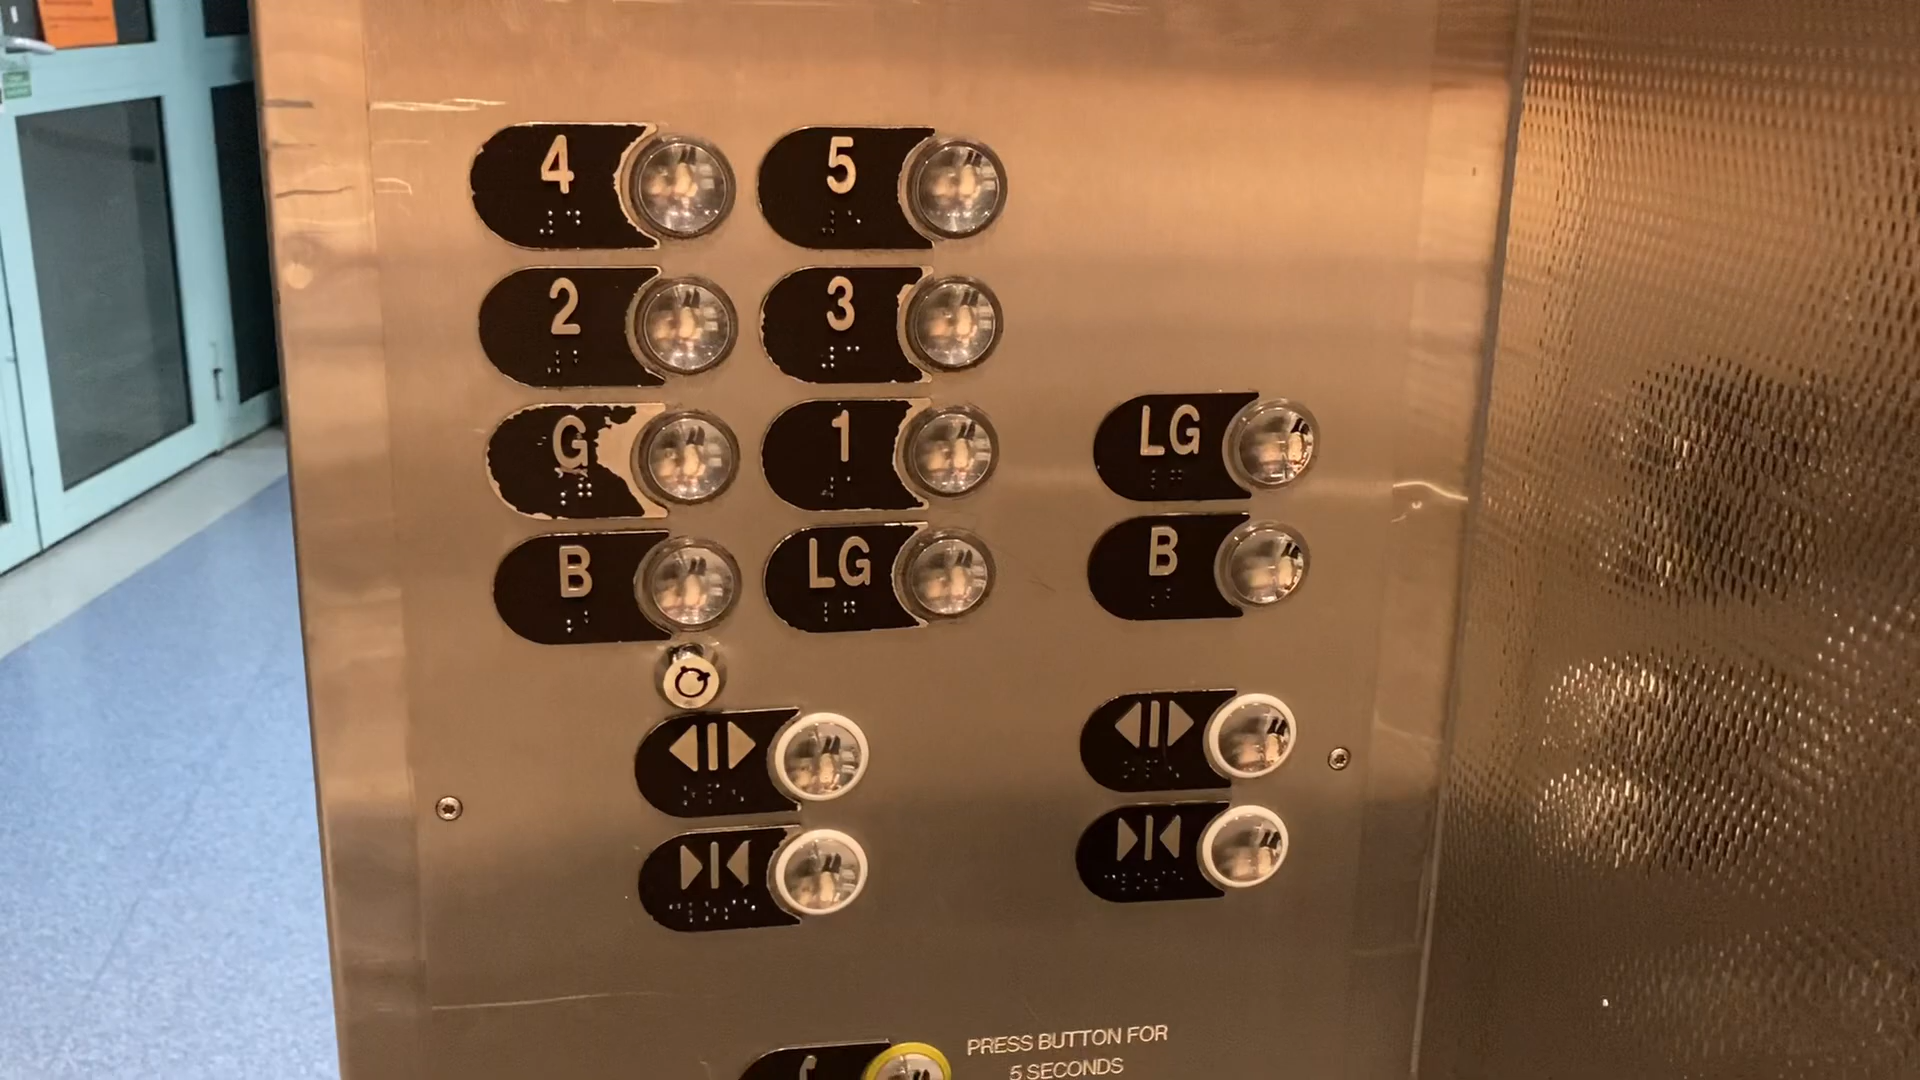 4 5
2 3
G 1 LG
B LG B
PRESS BUTTON FOR
5 SECONDS